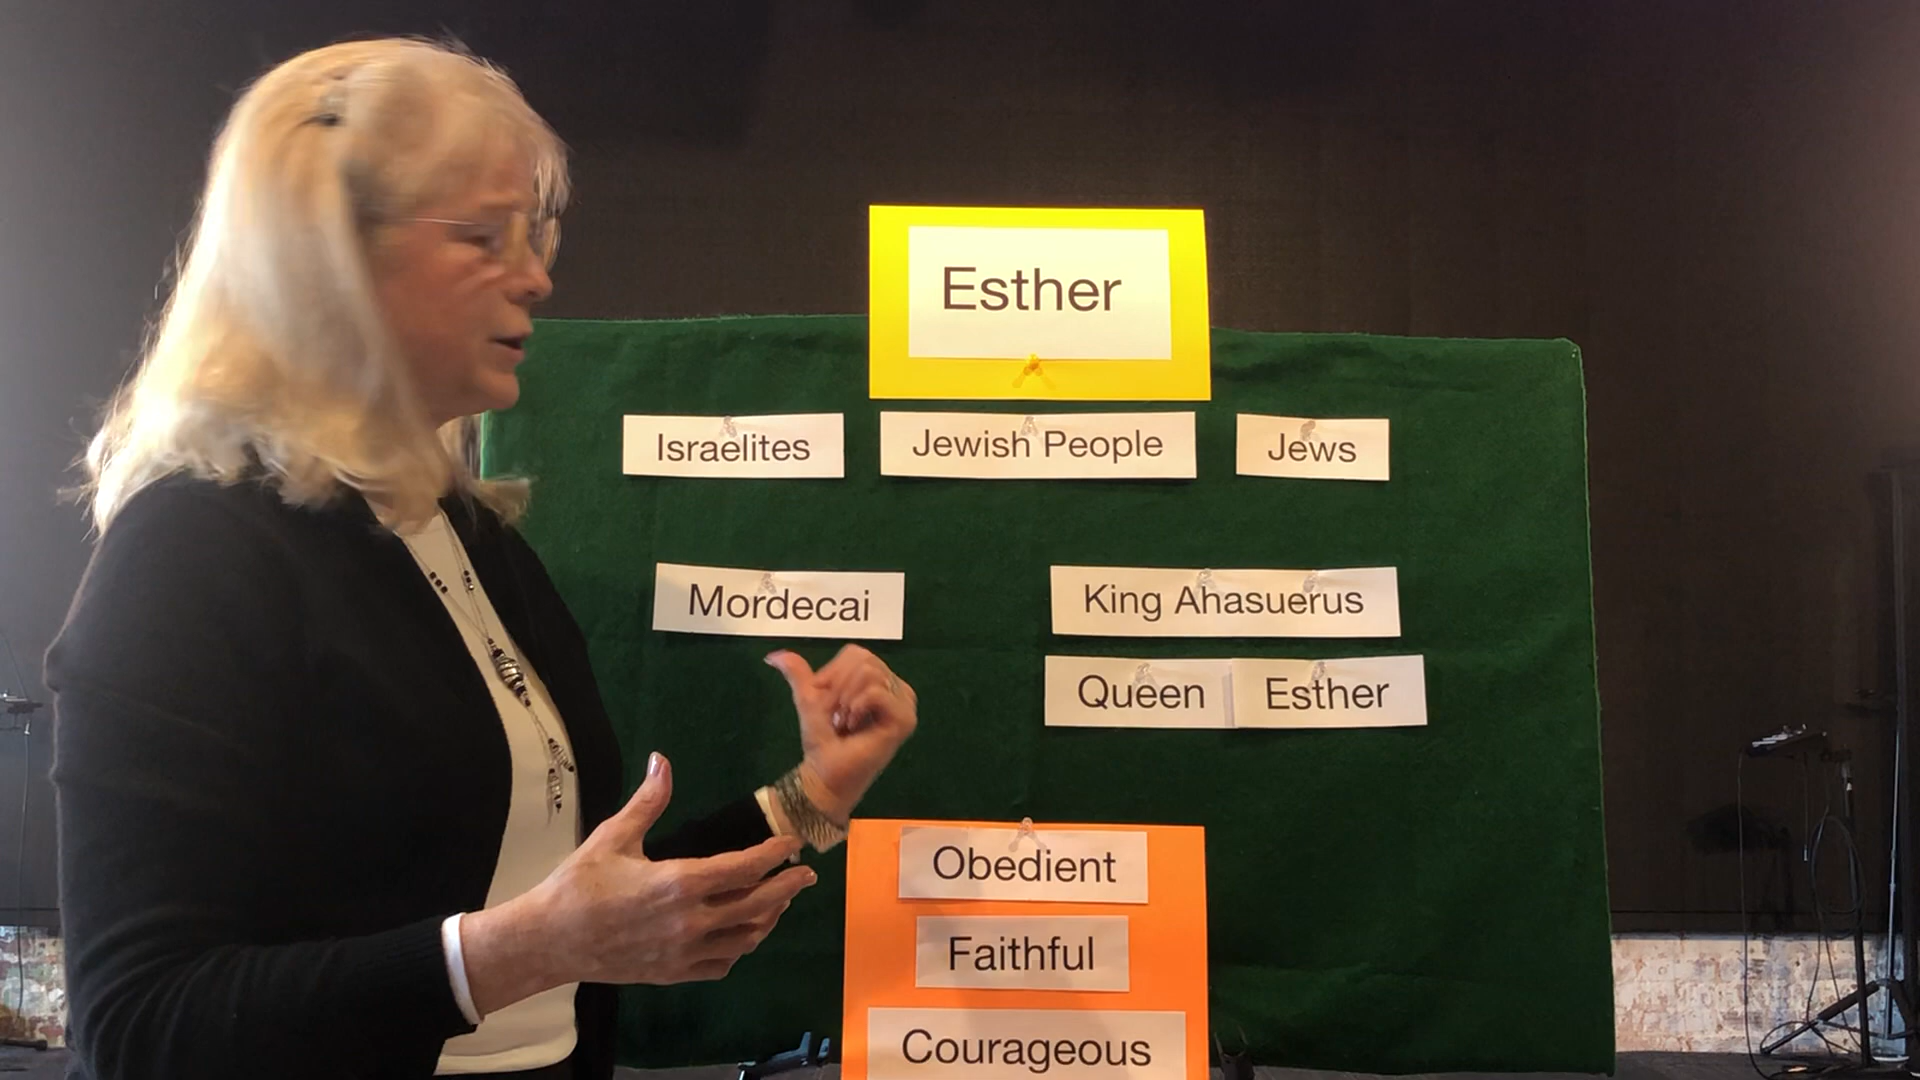 Esther
Israelites
Jewish People
Jews
Mordecai
King Ahasuerus
Queen Esther
Obedient
Faithful
Courageous